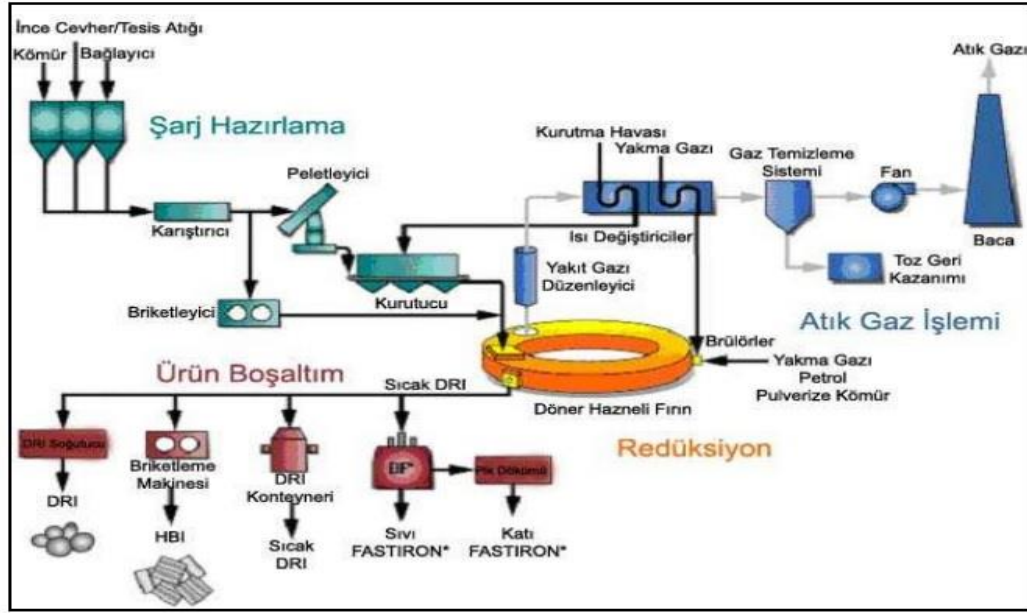 İnce Cevher/Tesis Atığı
Kömür
Bağlayıcı
Şarj Hazırlama
Peletleyici
Karıştırıcı
Kurutucu
Briketleyici
Kurutma Havası
Yakma Gazı
Isı Değiştiriciler
Yakıt Gazı
Düzenleyici
Gaz Temizleme
Sistemi
Fan
Atık Gazı
Baca
Toz Geri
Kazanımı
Atık Gaz İşlemi
Brülörler
Yakma Gazı
Petrol
Pulverize Kömür
Döner Hazneli Fırın
Redüksiyon
Ürün Boşaltım
Sıcak DRI
DRI Soğutucu
DRI
Briketleme
Makinesi
HBI
DRI
Konteyneri
Sıcak
DRI
EIF*
Sıvı
FASTIRON*
Pik Dökümü
Katı
FASTIRON*